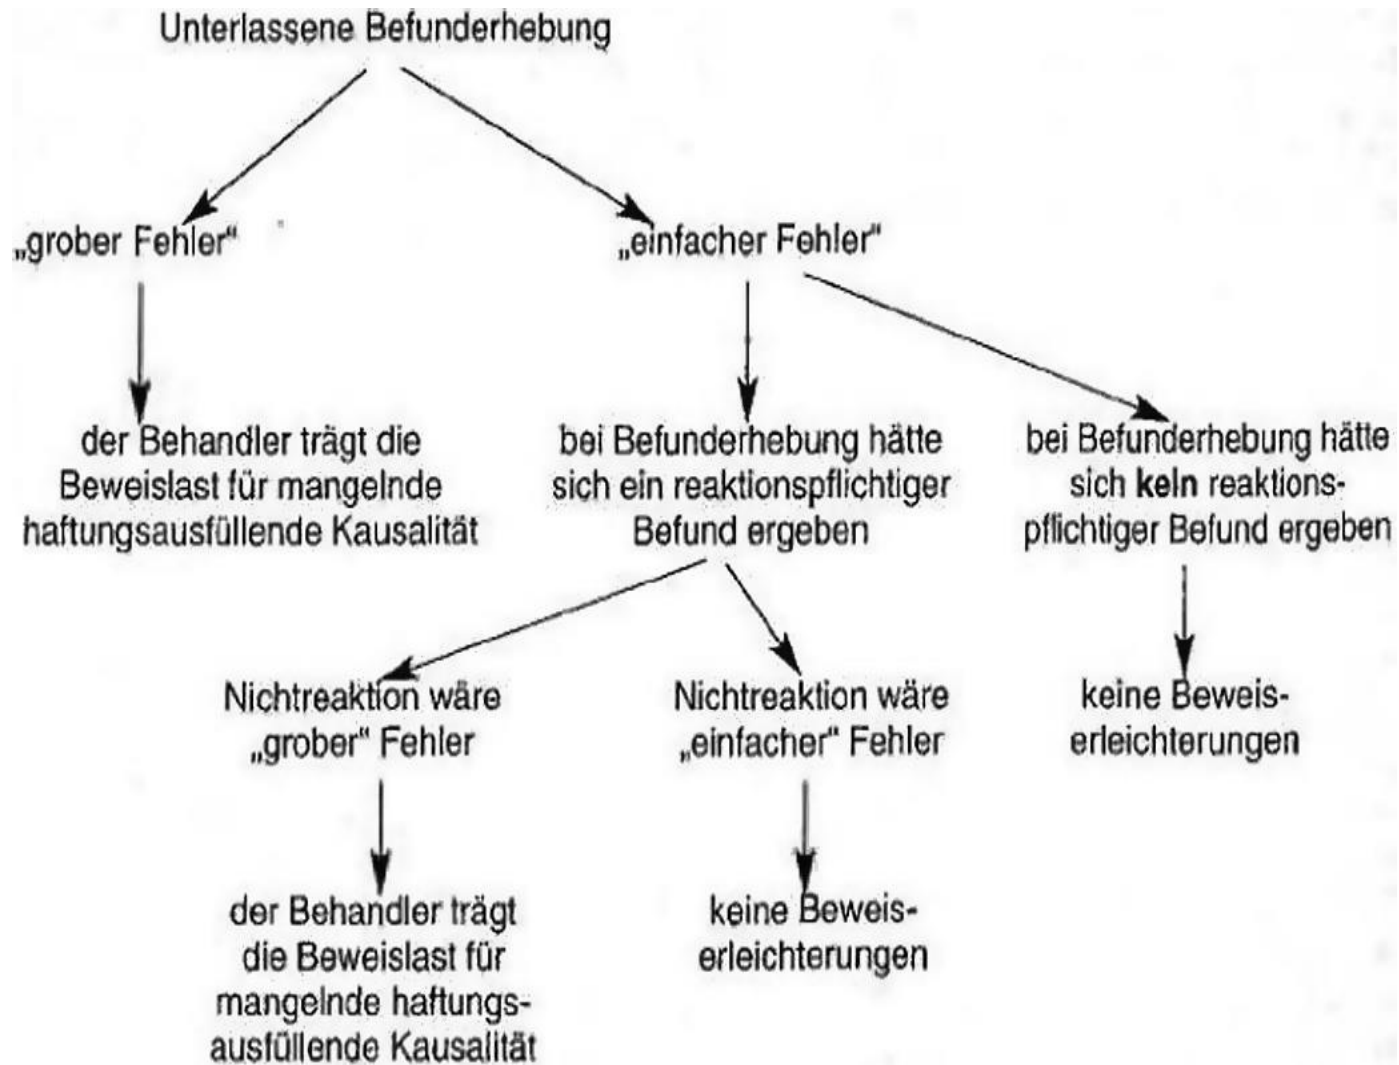 Unterlassene Befunderhebung
„grober Fehler“
„einfacher Fehler“
der Behandler trägt die
Beweislast für mangelnde
haftungsausfüllende Kausalität
bei Befunderhebung hätte
sich ein reaktionspflichtiger
Befund ergeben
bei Befunderhebung hätte
sich kein reaktions-
pflichtiger Befund ergeben
Nichtreaktion wäre
„grober“ Fehler
Nichtreaktion wäre
„einfacher“ Fehler
keine Beweis-
erleichterungen
der Behandler trägt
die Beweislast für
mangelnde haftungs-
ausfüllende Kausalität
keine Beweis-
erleichterungen